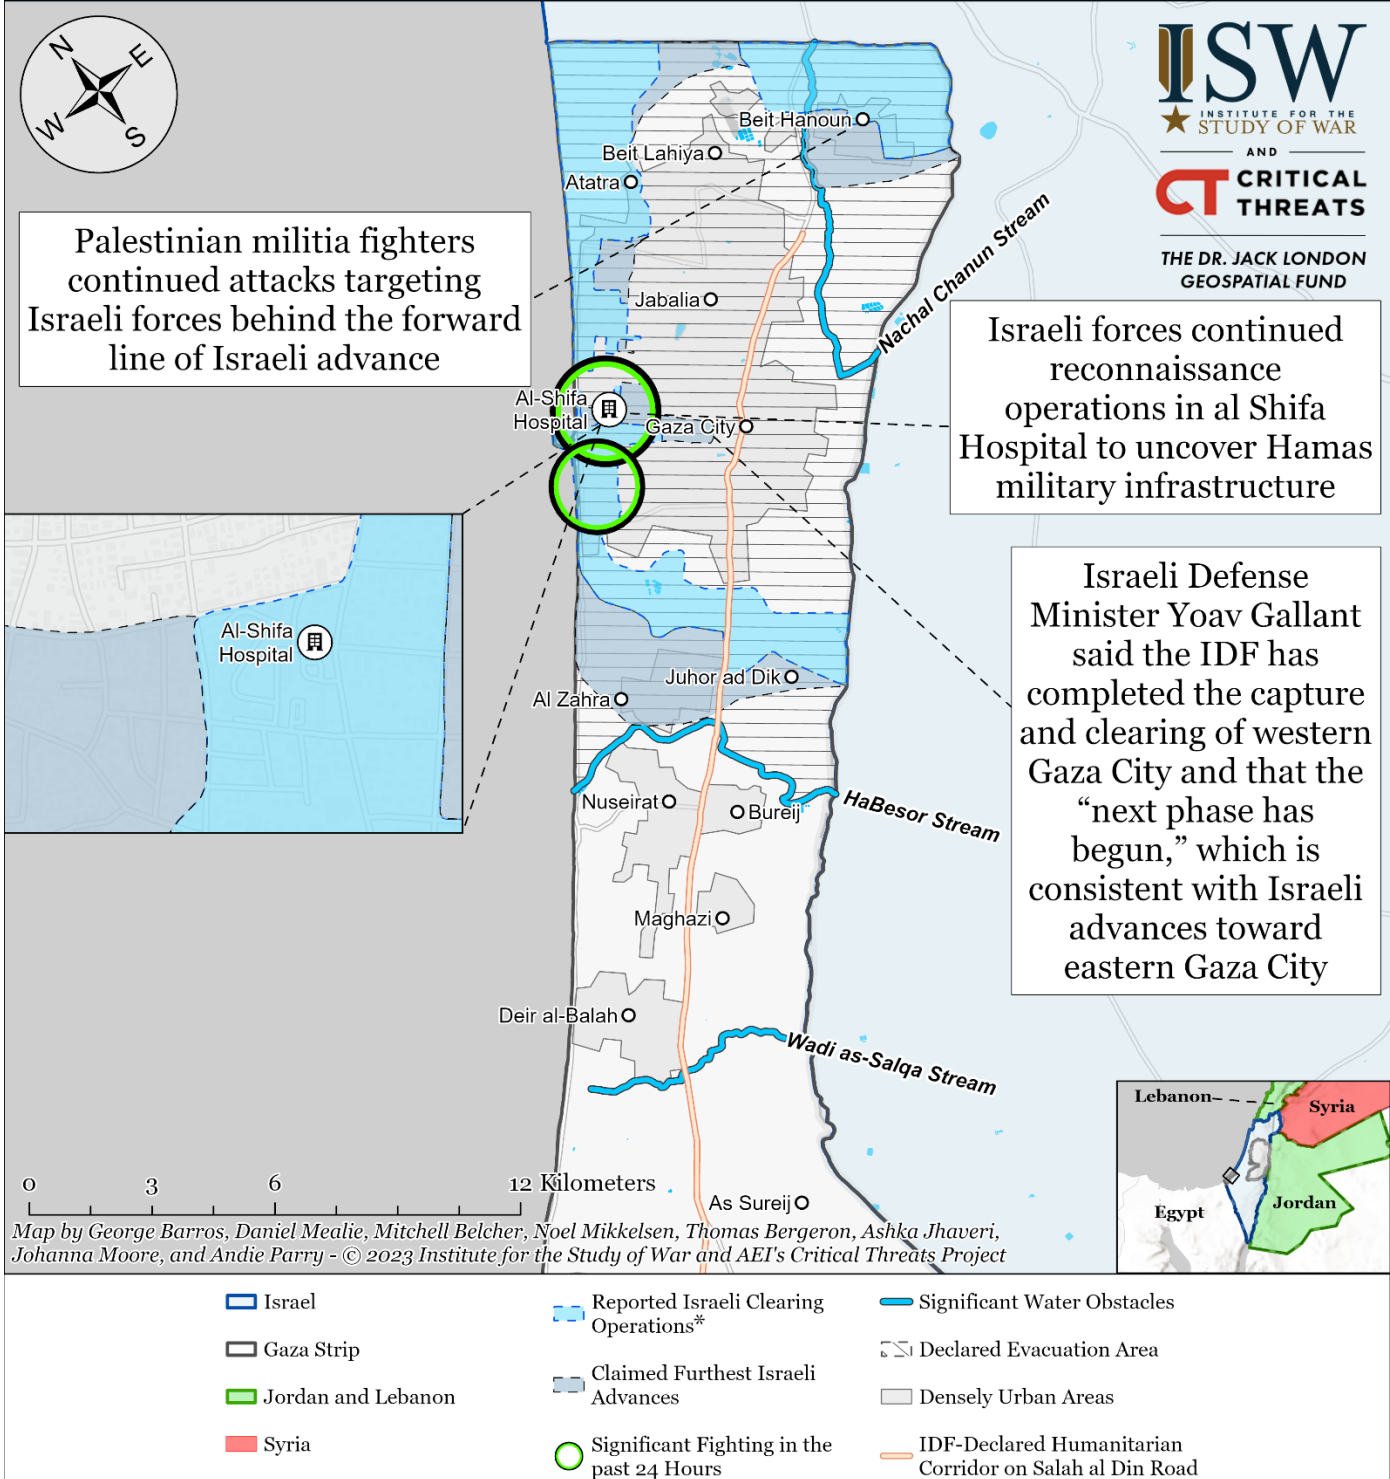 N
E
W
S
ISW
INSTITUTE FOR THE
STUDY OF WAR
AND
CT CRITICAL
THREATS
THE DR. JACK LONDON
GEOSPATIAL FUND
Beit Hanoun
Beit Lahiya
Atatra
Palestinian militia fighters
continued attacks targeting
Israeli forces behind the forward
line of Israeli advance
Nachal Chanun Stream
Jabalia
Israeli forces continued
reconnaissance
operations in al Shifa
Hospital to uncover Hamas
military infrastructure
Al-Shifa
Hospital
Gaza City
Israeli Defense
Minister Yoav Gallant
said the IDF has
completed the capture
and clearing of western
Gaza City and that the
“next phase has
begun,” which is
consistent with Israeli
advances toward
eastern Gaza City
Al-Shifa
Hospital
Juhor ad Dik
Al Zahra
Nuseirat
Bureij
HaBesor Stream
Maghazi
Deir al-Balah
Wadi as-Salqa Stream
Lebanon
Syria
Jordan
Egypt
0 3 6 12 Kilometers
As Sureij
Map by George Barros, Daniel Mealie, Mitchell Belcher, Noel Mikkelsen, Thomas Bergeron, Ashka Jhaveri,
Johanna Moore, and Andie Parry - © 2023 Institute for the Study of War and AEI's Critical Threats Project
Israel
Gaza Strip
Jordan and Lebanon
Syria
Reported Israeli Clearing
Operations*
Claimed Furthest Israeli
Advances
Significant Fighting in the
past 24 Hours
Significant Water Obstacles
Declared Evacuation Area
Densely Urban Areas
IDF-Declared Humanitarian
Corridor on Salah al Din Road